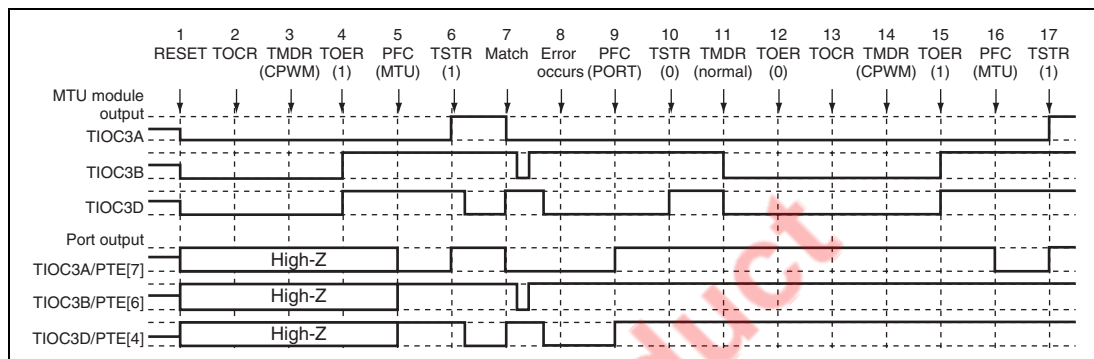 1 2 3 4 5 6 7 8 9 10 11 12 13 14 15 16 17
RESET TOCR TMDR TOER PFC TSTR Match Error PFC TSTR TMDR TOER TOCR TMDR TOER PFC TSTR
(CPWM) (1) (MTU) (1) occurs (PORT) (0) (normal) (0) (CPWM) (1) (MTU) (1)
MTU module
output
TIOC3A
TIOC3B
TIOC3D
Port output
TIOC3A/PTE[7] High-Z
TIOC3B/PTE[6] High-Z
TIOC3D/PTE[4] High-Z
duct